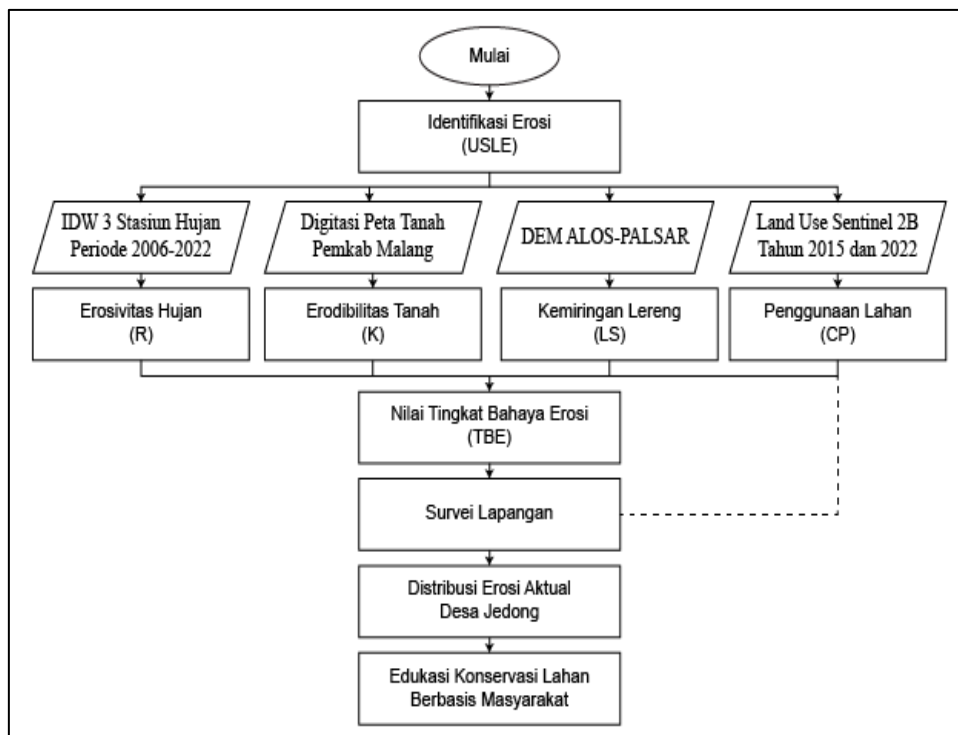 Mulai
Identifikasi Erosi
(USLE)
IDW 3 Stasiun Hujan
Periode 2006-2022
Digitasi Peta Tanah
Pemkab Malang
DEM ALOS-PALSAR
Land Use Sentinel 2B
Tahun 2015 dan 2022
Erosivitas Hujan
(R)
Erodibilitas Tanah
(K)
Kemiringan Lereng
(LS)
Penggunaan Lahan
(CP)
Nilai Tingkat Bahaya Erosi
(TBE)
Survei Lapangan
Distribusi Erosi Aktual
Desa Jedong
Edukasi Konservasi Lahan
Berbasis Masyarakat